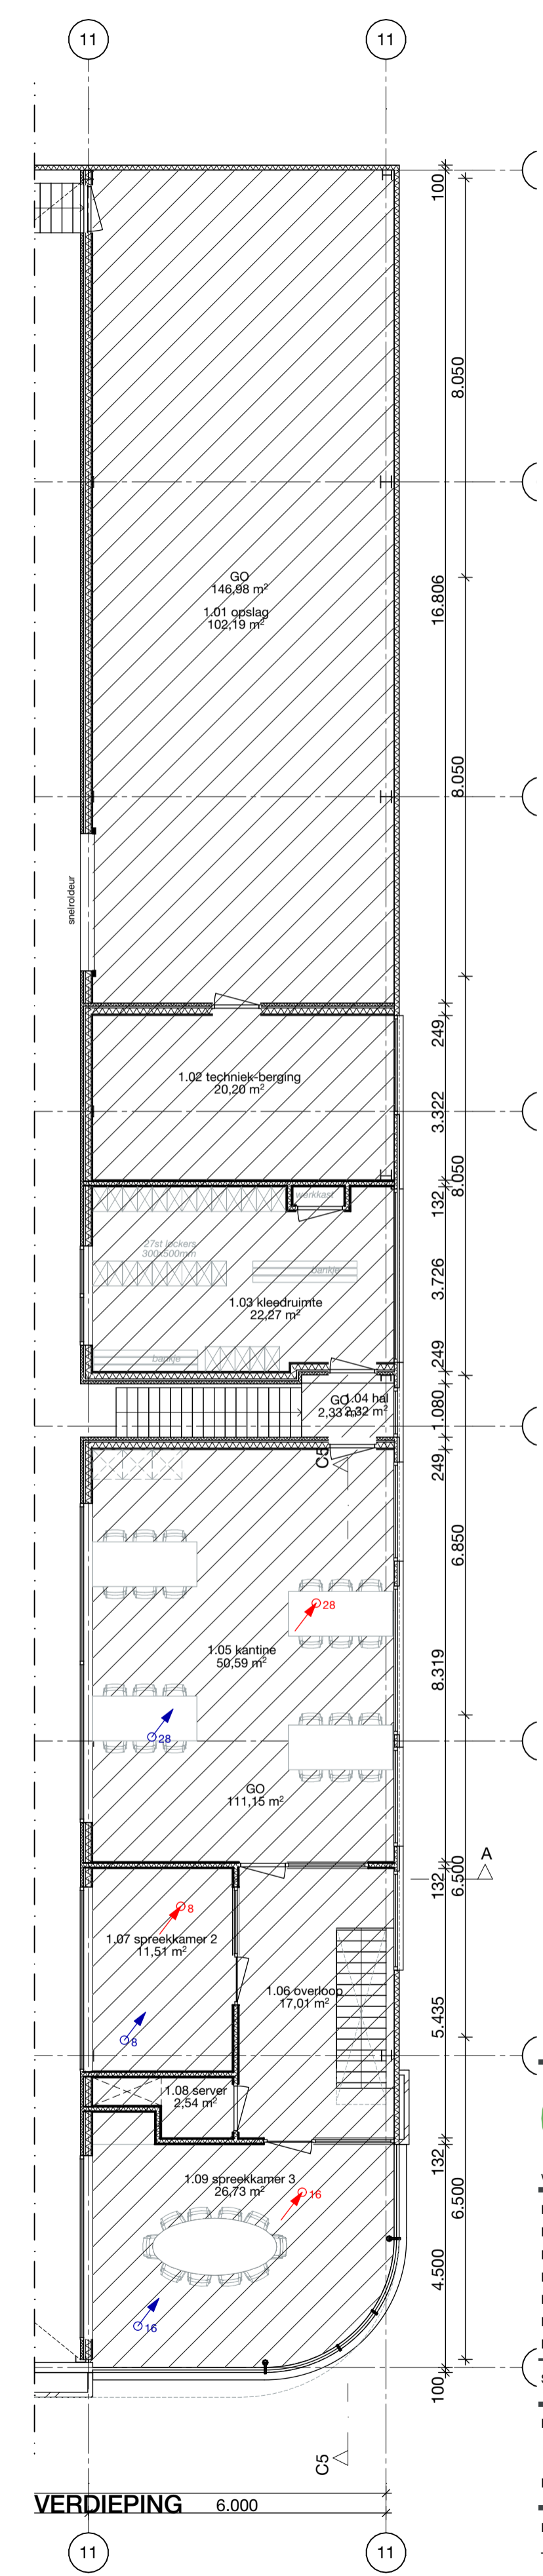 11 11
100
8.050
GO
146,98 m²
1.01 opslag
102,19 m²
16.806
8.050
snelroldeur
249
1.02 techniek-berging
20,20 m²
3.322
8.050
132
werkkast
27st lockers
300x500mm
bankje
3.726
1.03 kleedruimte
22,27 m²
249
bankje
1.04 hal
2,32 m²
GO
2,33 m²
1.080
C5
249
6.850
28
1.05 kantine
50,59 m²
8.319
28
GO
111,15 m²
A
132
6.500
8
1.07 spreekkamer 2
11,51 m²
1.06 overloop
17,01 m²
5.435
8
1.08 server
2,54 m²
132
1.09 spreekkamer 3
26,73 m²
16
6.500
4.500
16
100
C5
VERDIEPING 6.000
11 11